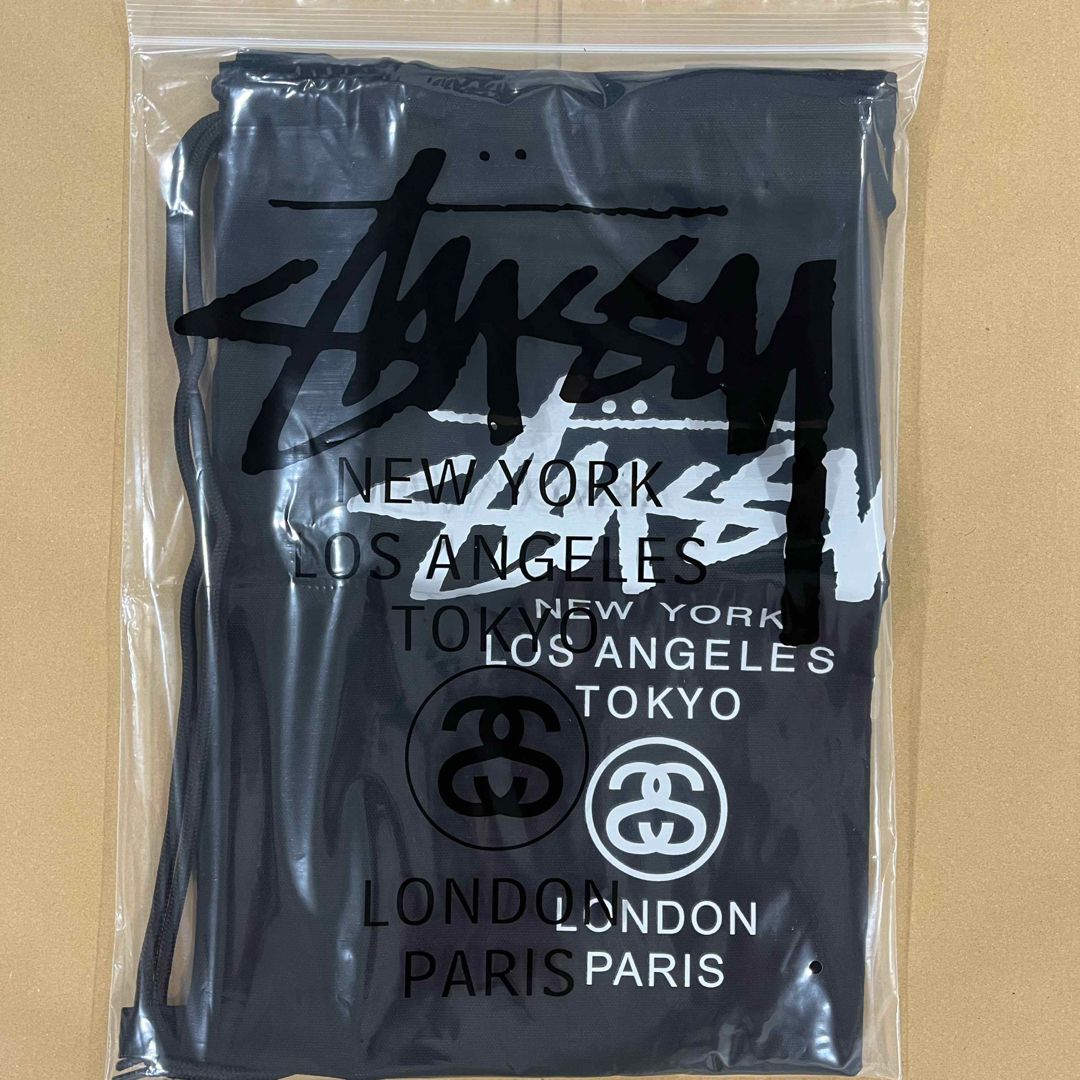 Stüssy
NEW YORK
LOS ANGELES
TOKYO
LONDON
PARIS
Stüssy
NEW YORK
LOS ANGELES
TOKYO
LONDON
PARIS